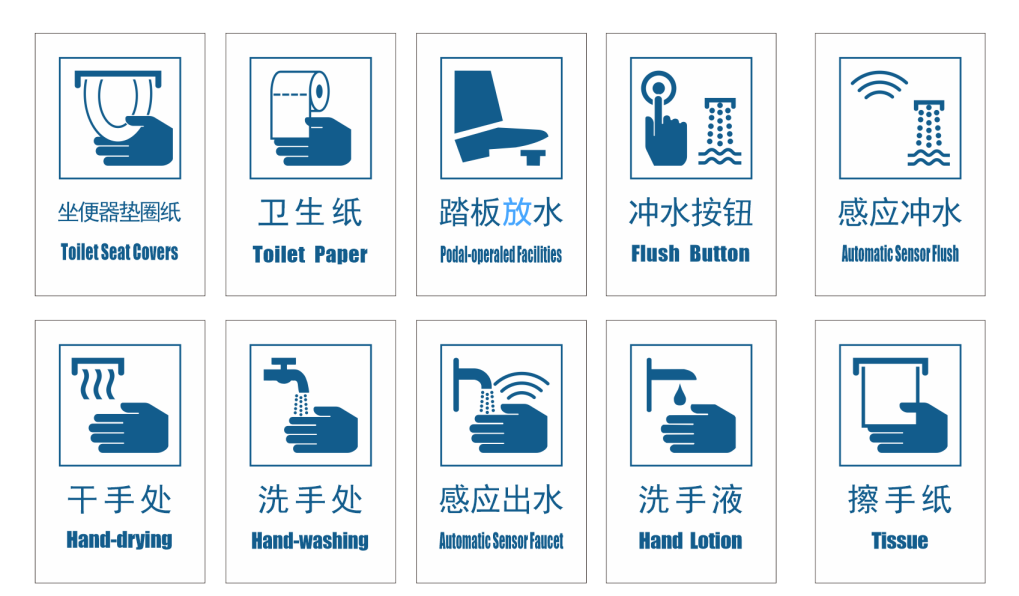 坐便器垫圈纸
Toilet Seat Covers
卫生纸
Toilet Paper
踏板放水
Podal-operaled Facilities
冲水按钮
Flush Button
感应冲水
Automatic Sensor Flush
干手处
Hand-drying
洗手处
Hand-washing
感应出水
Automatic Sensor Faucet
洗手液
Hand Lotion
擦手纸
Tissue